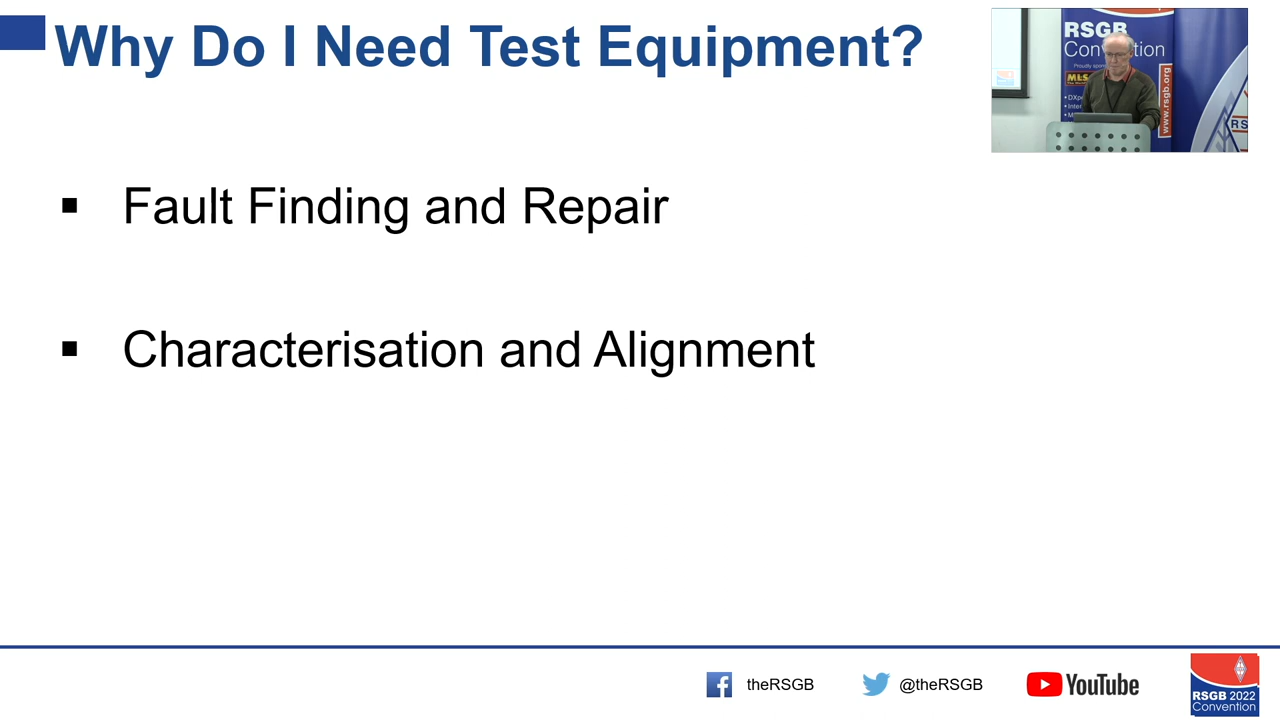 Why Do I Need Test Equipment?
RSGB
Convention
www.rsgb.org
RS
▪ Fault Finding and Repair
▪ Characterisation and Alignment
theRSGB
@theRSGB
YouTube
RSGB 2022
Convention